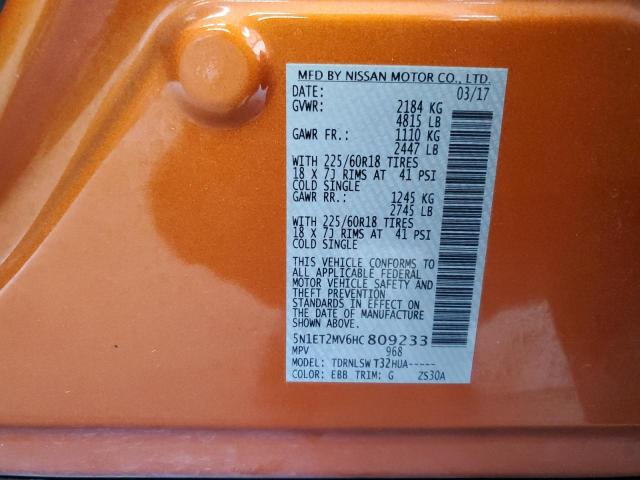 MFD BY NISSAN MOTOR CO., LTD.
DATE: 03/17
GVWR: 2184 KG
4815 LB
GAWR FR.: 1110 KG
2447 LB
WITH 225/60R18 TIRES
18 X 7J RIMS AT 41 PSI
COLD SINGLE
GAWR RR.: 1245 KG
2745 LB
WITH 225/60R18 TIRES
18 X 7J RIMS AT 41 PSI
COLD SINGLE
THIS VEHICLE CONFORMS TO
ALL APPLICABLE FEDERAL
MOTOR VEHICLE SAFETY AND
THEFT PREVENTION
STANDARDS IN EFFECT ON
THE DATE OF MANUFACTURE
SHOWN ABOVE.
5N1ET2MV6HC 809233
MPV 968
MODEL: TDRNLSW T32HUA-----
COLOR: EBB TRIM: G ZS30A